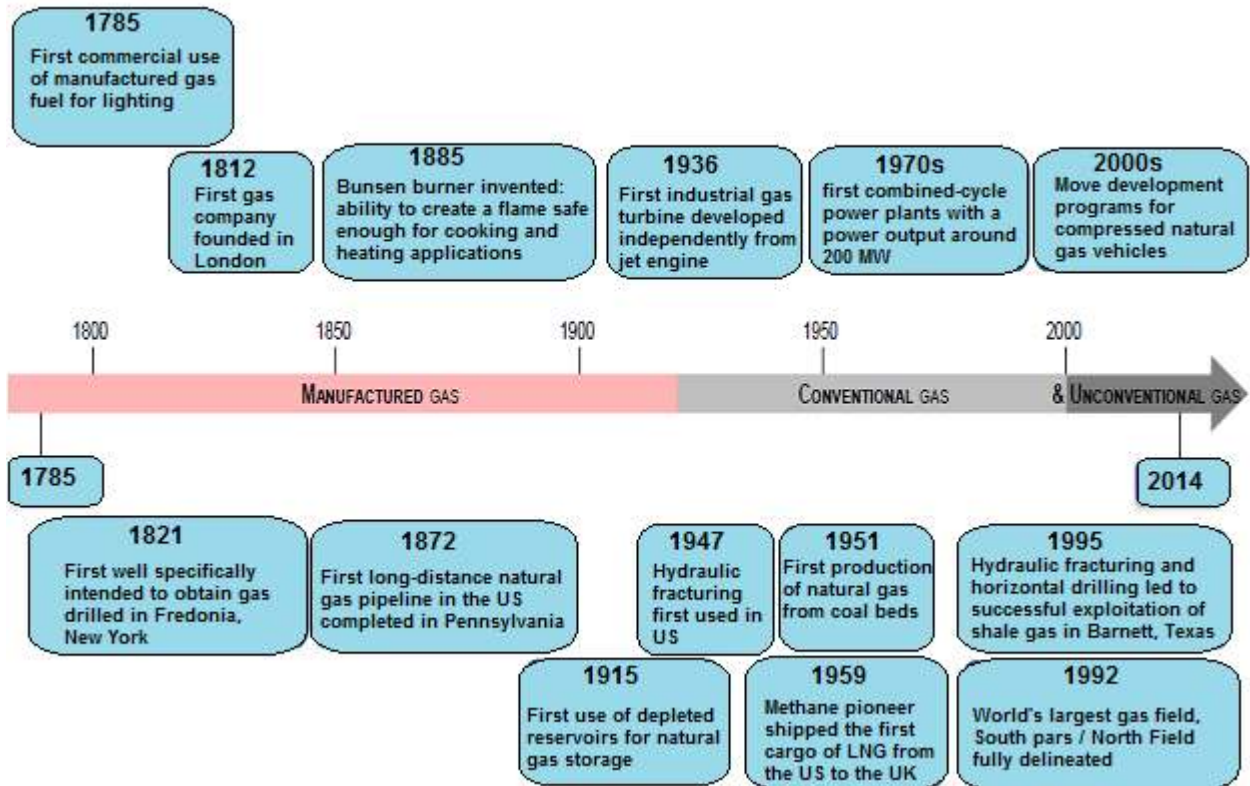 1785
First commercial use
of manufactured gas
fuel for lighting
1812
First gas
company
founded in
London
1885
Bunsen burner invented:
ability to create a flame safe
enough for cooking and
heating applications
1936
First industrial gas
turbine developed
independently from
jet engine
1970s
first combined-cycle
power plants with a
power output around
200 MW
2000s
Move development
programs for
compressed natural
gas vehicles
1800
1850
1900
1950
2000
MANUFACTURED GAS
CONVENTIONAL GAS
& UNCONVENTIONAL GAS
1785
2014
1821
First well specifically
intended to obtain gas
drilled in Fredonia,
New York
1872
First long-distance natural
gas pipeline in the US
completed in Pennsylvania
1947
Hydraulic
fracturing
first used in
US
1951
First production
of natural gas
from coal beds
1995
Hydraulic fracturing and
horizontal drilling led to
successful exploitation of
shale gas in Barnett, Texas
1915
First use of depleted
reservoirs for natural
gas storage
1959
Methane pioneer
shipped the first
cargo of LNG from
the US to the UK
1992
World's largest gas field,
South pars / North Field
fully delineated